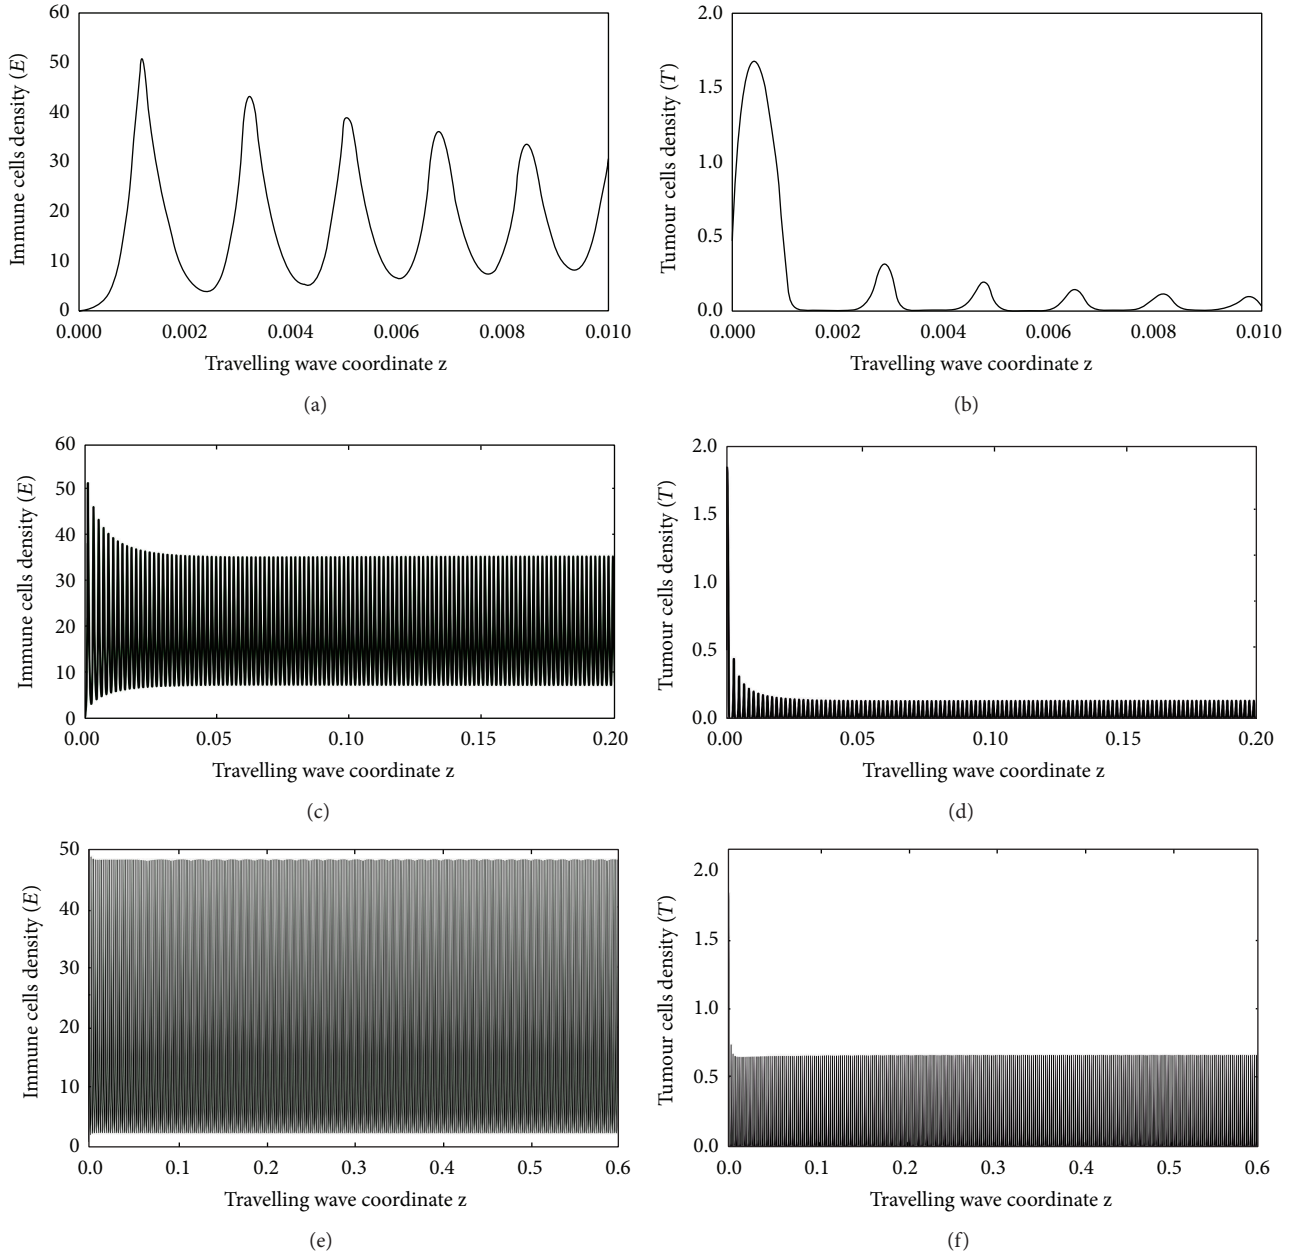 60
50
40
30
20
10
0
Immune cells density (E)
0.000 0.002 0.004 0.006 0.008 0.010
Travelling wave coordinate z
(a)
2.0
1.5
1.0
0.5
0.0
Tumour cells density (T)
0.000 0.002 0.004 0.006 0.008 0.010
Travelling wave coordinate z
(b)
60
50
40
30
20
10
0
Immune cells density (E)
0.00 0.05 0.10 0.15 0.20
Travelling wave coordinate z
(c)
2.0
1.5
1.0
0.5
0.0
Tumour cells density (T)
0.00 0.05 0.10 0.15 0.20
Travelling wave coordinate z
(d)
50
40
30
20
10
0
Immune cells density (E)
0.0 0.1 0.2 0.3 0.4 0.5 0.6
Travelling wave coordinate z
(e)
2.0
1.5
1.0
0.5
0.0
Tumour cells density (T)
0.0 0.1 0.2 0.3 0.4 0.5 0.6
Travelling wave coordinate z
(f)